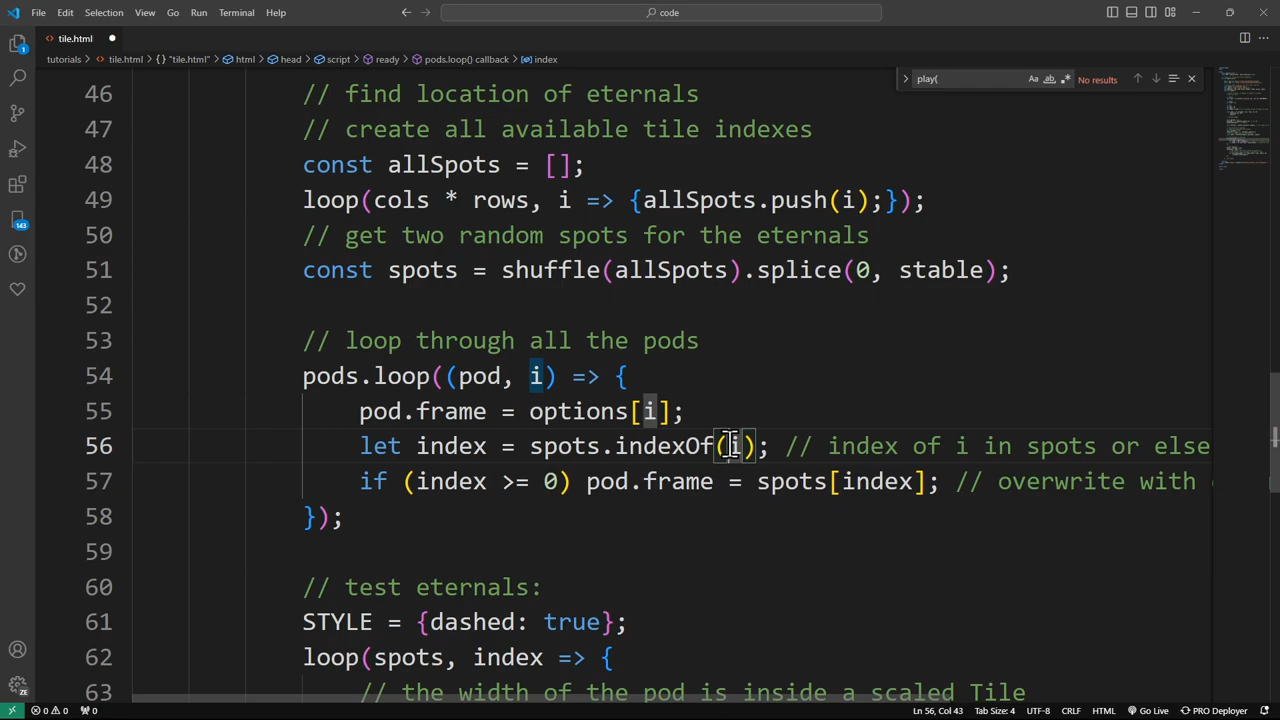 File Edit Selection View Go Run Terminal Help
code
tile.html
tutorials > tile.html > {} "tile.html" > html > head > script > ready > pods.loop() callback > index
play(
Aa ab No results
46 // find location of eternals
47 // create all available tile indexes
48 const allSpots = [];
49 loop(cols * rows, i => {allSpots.push(i);});
50 // get two random spots for the eternals
51 const spots = shuffle(allSpots).splice(0, stable);
52
53 // loop through all the pods
54 pods.loop((pod, i) => {
55 pod.frame = options[i];
56 let index = spots.indexOf(i); // index of i in spots or else
57 if (index >= 0) pod.frame = spots[index]; // overwrite with
58 });
59
60 // test eternals:
61 STYLE = {dashed: true};
62 loop(spots, index => {
63 // the width of the pod is inside a scaled Tile
1
143
ZE
0 0 0 Ln 56, Col 43 Tab Size: 4 UTF-8 CRLF HTML Go Live PRO Deployer